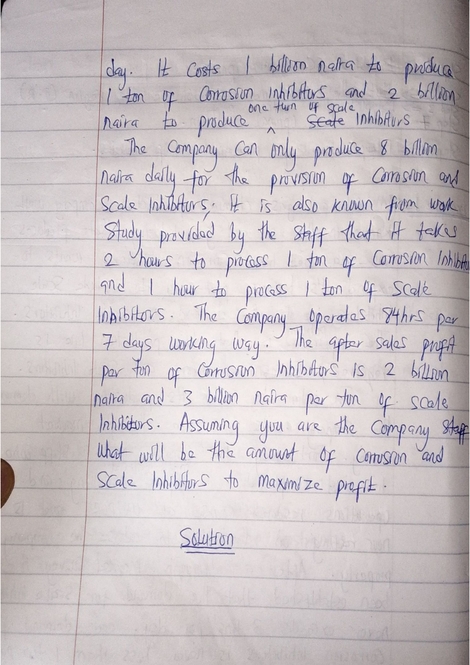 day. It costs 1 billion naira to produce
1 ton of Corrosion inhibitors and 2 billion
naira to produce one tun of scale inhibitors
The Company can only produce 8 billion
naira daily for the provision of Corrosion and
Scale inhibitors. It is also known from work
Study provided by the staff that it takes
2 hours to process 1 ton of Corrosion inhibitors
and 1 hour to process 1 ton of scale
inhibitors. The Company operates 84hrs per
7 days working way. The after sales profit
per ton of Corrosion inhibitors is 2 billion
naira and 3 billion naira per ton of scale
inhibitors. Assuming you are the Company staff
what will be the amount of corrosion and
scale inhibitors to maximize profit.
Solution